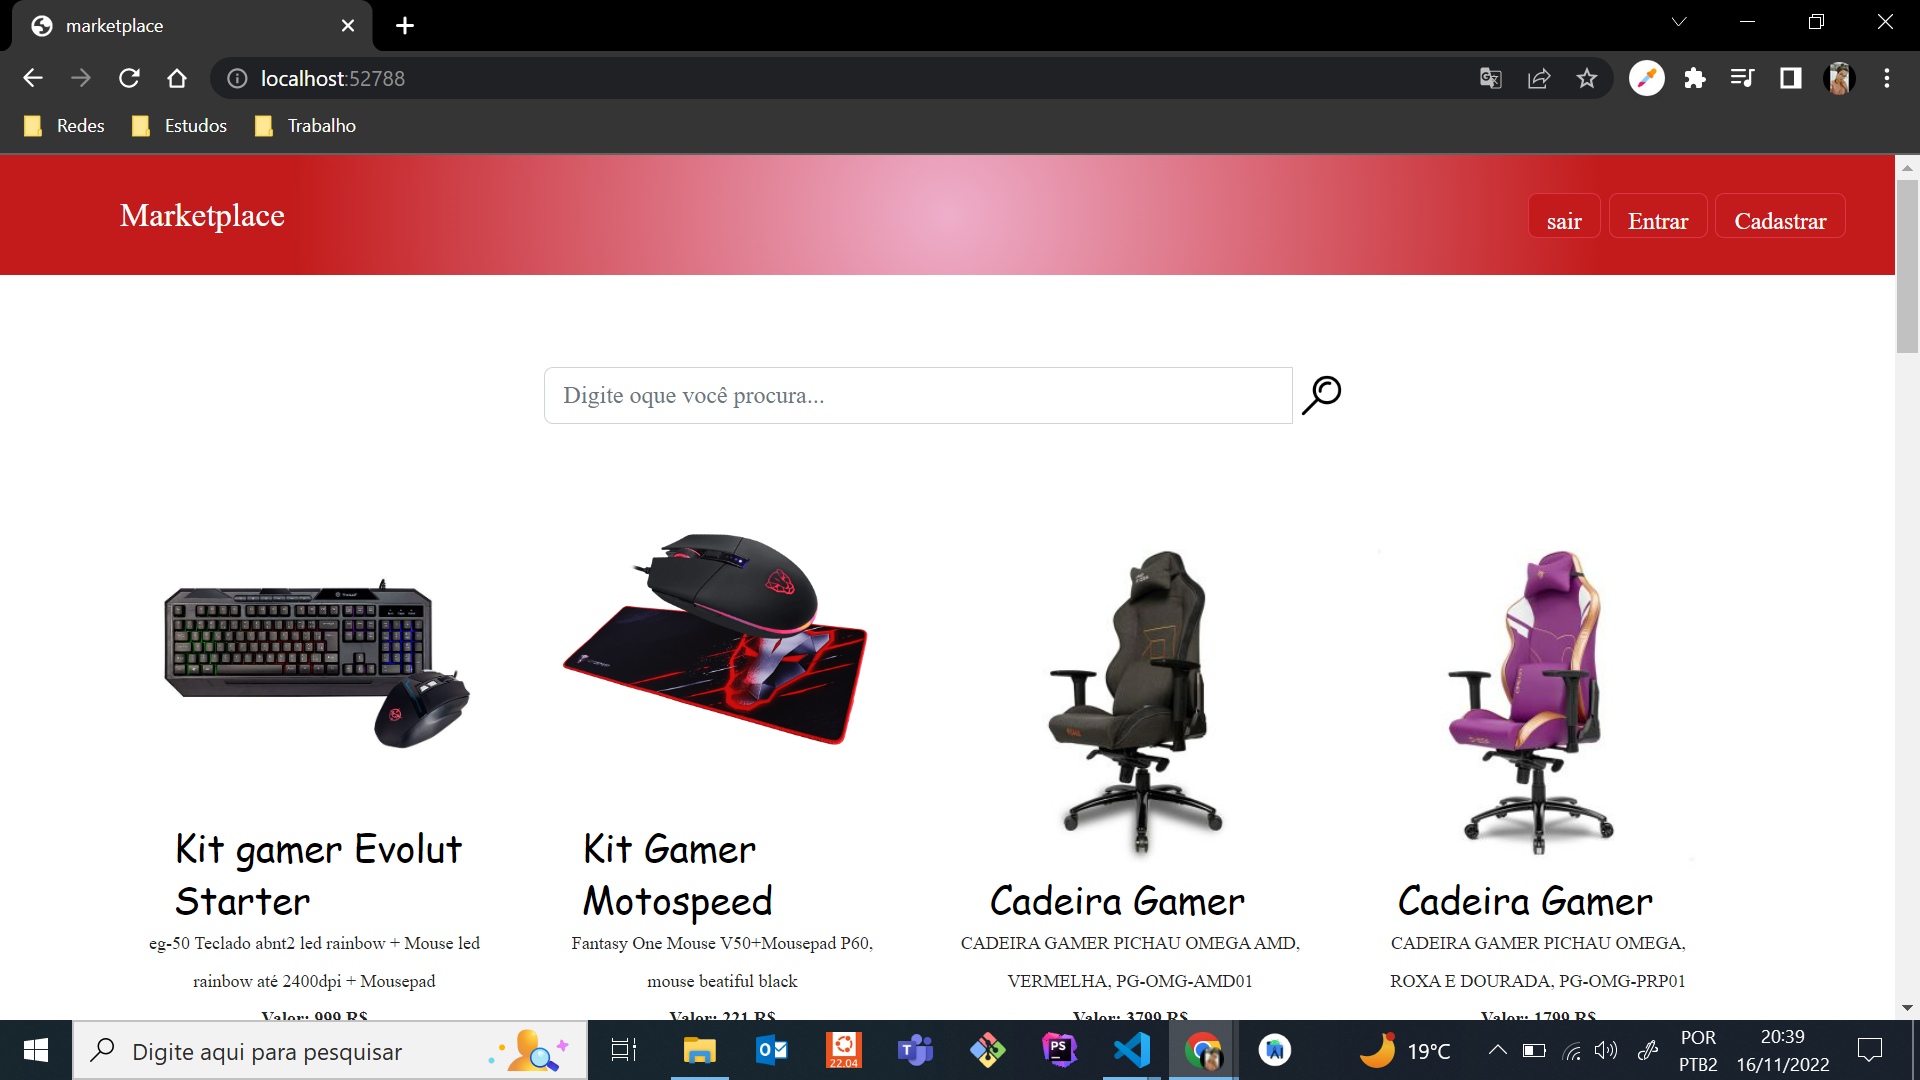 marketplace
localhost:52788
Redes Estudos Trabalho
Marketplace sair Entrar Cadastrar
Digite oque você procura...
Kit gamer Evolut
Starter
eg-50 Teclado abnt2 led rainbow + Mouse led
rainbow até 2400dpi + Mousepad
Valor: 999 R$
Kit Gamer
Motospeed
Fantasy One Mouse V50+Mousepad P60,
mouse beatiful black
Valor: 221 R$
Cadeira Gamer
CADEIRA GAMER PICHAU OMEGA AMD,
VERMELHA, PG-OMG-AMD01
Valor: 3799 R$
Cadeira Gamer
CADEIRA GAMER PICHAU OMEGA,
ROXA E DOURADA, PG-OMG-PRP01
Valor: 1799 R$
Digite aqui para pesquisar
22.04
PS
19°C
POR
PTB2
20:39
16/11/2022